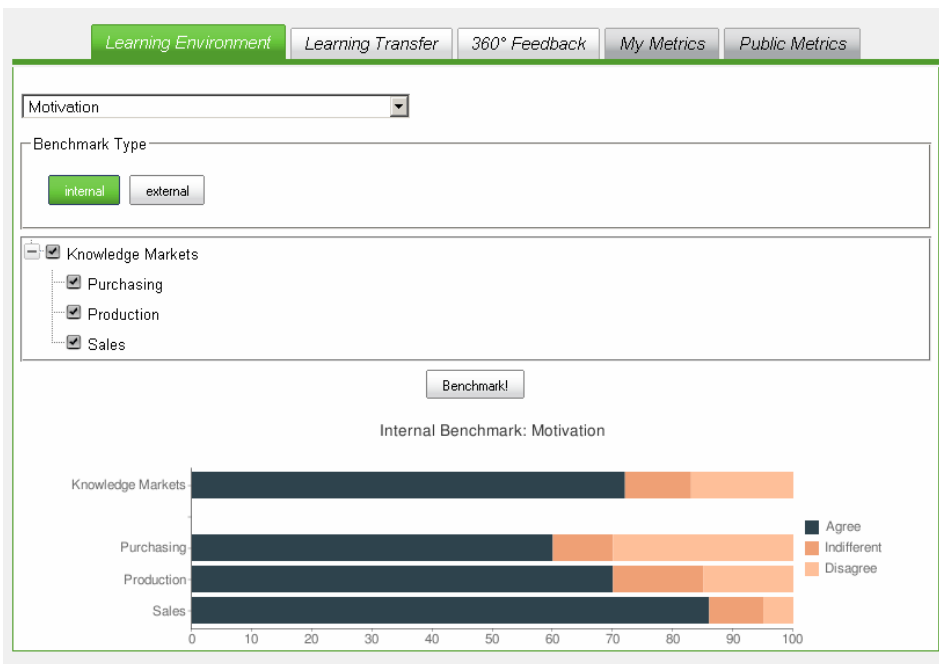 Learning Environment Learning Transfer 360° Feedback My Metrics Public Metrics
Motivation
Benchmark Type
internal external
Knowledge Markets
Purchasing
Production
Sales
Benchmark!
Internal Benchmark: Motivation
Knowledge Markets
Purchasing
Production
Sales
0 10 20 30 40 50 60 70 80 90 100
Agree
Indifferent
Disagree